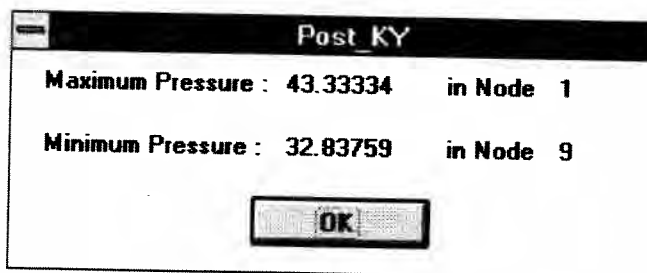 Post_KY
Maximum Pressure : 43.33334 in Node 1
Minimum Pressure : 32.83759 in Node 9
OK